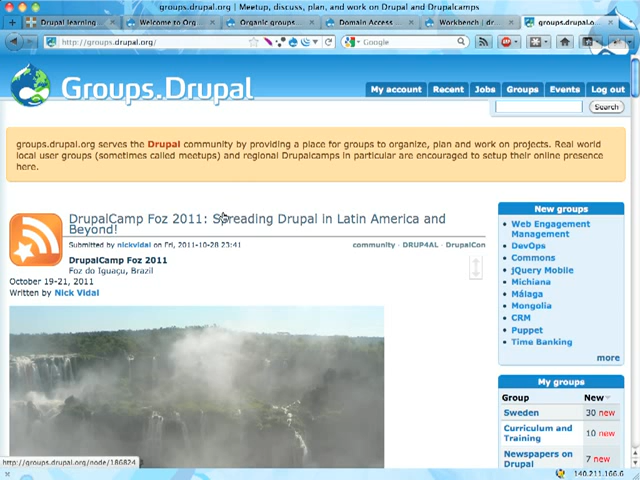 groups.drupal.org | Meetup, discuss, plan, and work on Drupal and Drupalcamps
Drupal learning ...
Welcome to Org...
Organic groups...
Domain Access ...
Workbench | dr...
groups.drupal.o...
http://groups.drupal.org/
Google
Groups.Drupal
My account
Recent
Jobs
Groups
Events
Log out
Search
groups.drupal.org serves the Drupal community by providing a place for groups to organize, plan and work on projects. Real world
local user groups (sometimes called meetups) and regional Drupalcamps in particular are encouraged to setup their online presence
here.
DrupalCamp Foz 2011: Spreading Drupal in Latin America and
Beyond!
Submitted by nickvidal on Fri, 2011-10-28 23:41
community · DRUP4AL · DrupalCon
DrupalCamp Foz 2011
Foz do Iguaçu, Brazil
October 19-21, 2011
Written by Nick Vidal
New groups
Web Engagement
Management
DevOps
Commons
jQuery Mobile
Michiana
Málaga
Mongolia
CRM
Puppet
Time Banking
more
My groups
Group New
Sweden 30 new
Curriculum and
Training 10 new
Newspapers on
Drupal 7 new
http://groups.drupal.org/node/186824
140.211.166.6